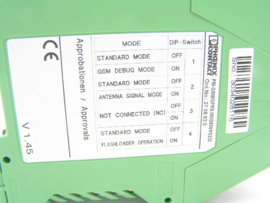 MODE DIP- Switch
STANDARD MODE OFF
GSM DEBUG MODE ON 1
STANDARD MODE OFF
ANTENNA SIGNAL MODE ON 2
OFF
NOT CONNECTED (NC) ON 3
STANDARD MODE OFF
FLASHLOADER OPERATION ON 4
Approbationen / Approvals
V 1.45
PHOENIX
CONTACT